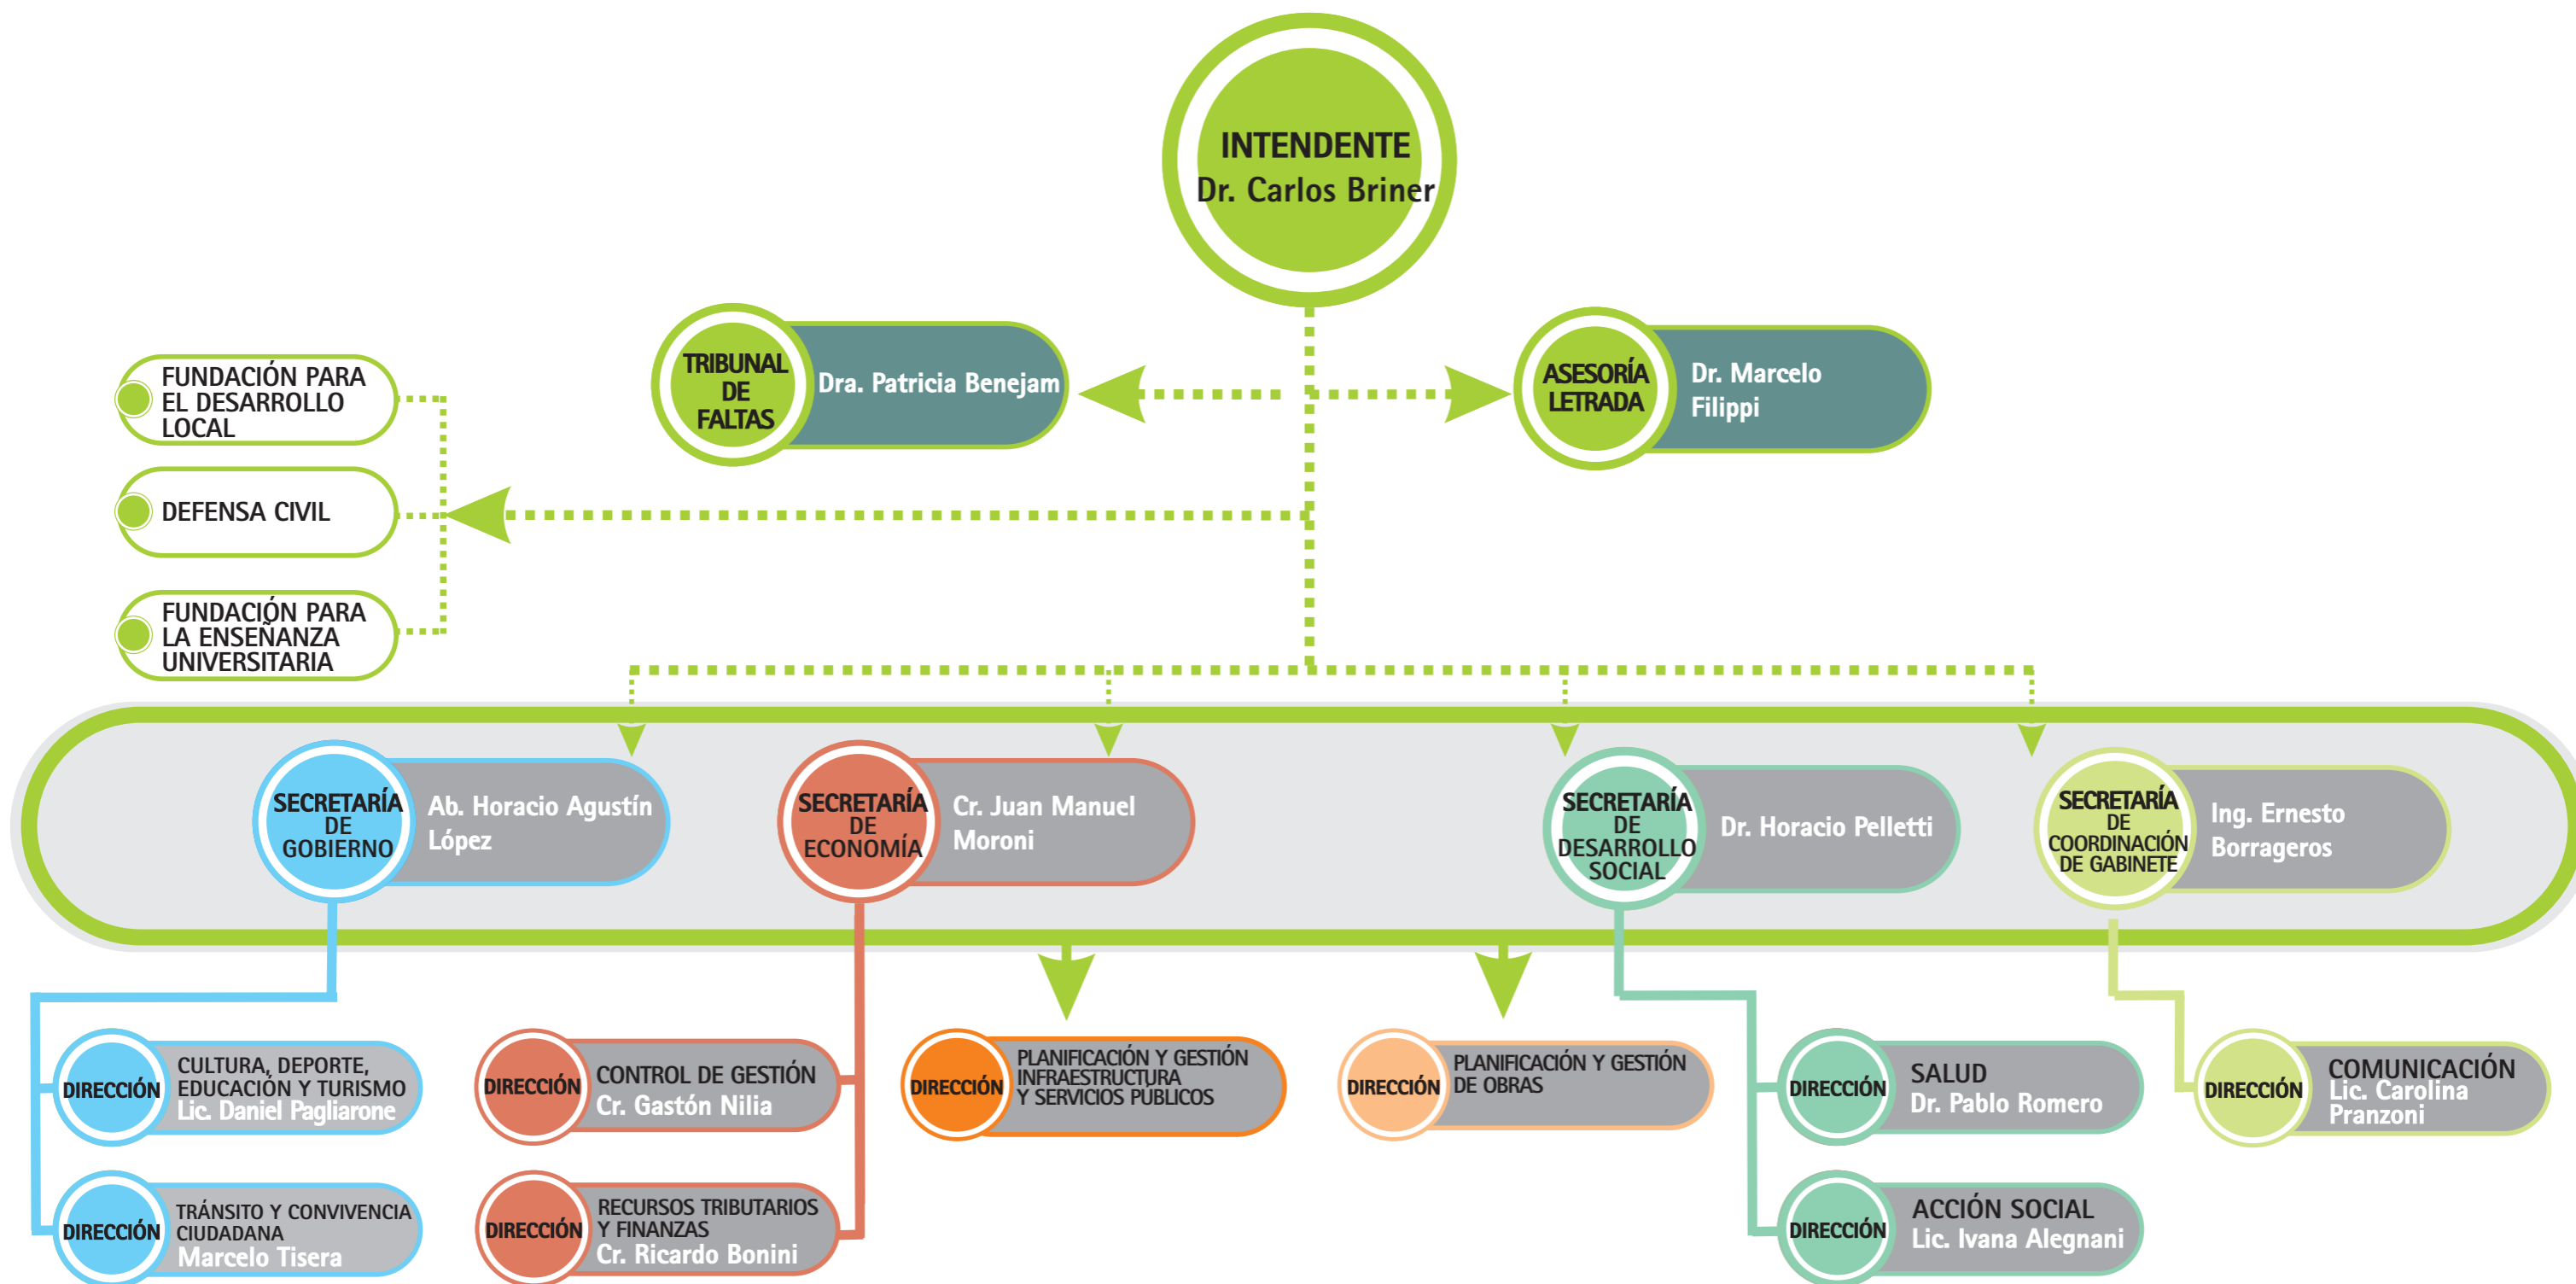 INTENDENTE
Dr. Carlos Briner
TRIBUNAL
DE
FALTAS
Dra. Patricia Benejam
ASESORÍA
LETRADA
Dr. Marcelo
Filippi
FUNDACIÓN PARA
EL DESARROLLO
LOCAL
DEFENSA CIVIL
FUNDACIÓN PARA
LA ENSEÑANZA
UNIVERSITARIA
SECRETARÍA
DE
GOBIERNO
Ab. Horacio Agustín
López
SECRETARÍA
DE
ECONOMÍA
Cr. Juan Manuel
Moroni
SECRETARÍA
DE
DESARROLLO
SOCIAL
Dr. Horacio Pelletti
SECRETARÍA
DE
COORDINACIÓN
DE GABINETE
Ing. Ernesto
Borrageros
DIRECCIÓN
CULTURA, DEPORTE,
EDUCACIÓN Y TURISMO
Lic. Daniel Pagliarone
DIRECCIÓN
CONTROL DE GESTIÓN
Cr. Gastón Nilia
DIRECCIÓN
PLANIFICACIÓN Y GESTIÓN
INFRAESTRUCTURA
Y SERVICIOS PÚBLICOS
DIRECCIÓN
PLANIFICACIÓN Y GESTIÓN
DE OBRAS
DIRECCIÓN
SALUD
Dr. Pablo Romero
DIRECCIÓN
COMUNICACIÓN
Lic. Carolina
Pranzoni
DIRECCIÓN
TRÁNSITO Y CONVIVENCIA
CIUDADANA
Marcelo Tisera
DIRECCIÓN
RECURSOS TRIBUTARIOS
Y FINANZAS
Cr. Ricardo Bonini
DIRECCIÓN
ACCIÓN SOCIAL
Lic. Ivana Alegnani